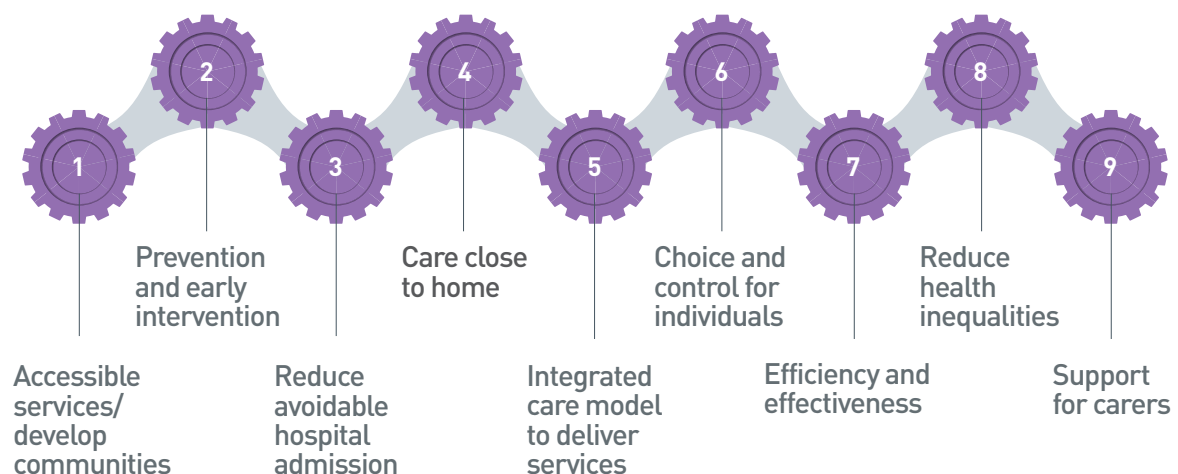 1
Accessible
services/
develop
communities
2
Prevention
and early
intervention
3
Reduce
avoidable
hospital
admission
4
Care close
to home
5
Integrated
care model
to deliver
services
6
Choice and
control for
individuals
7
Efficiency and
effectiveness
8
Reduce
health
inequalities
9
Support
for carers